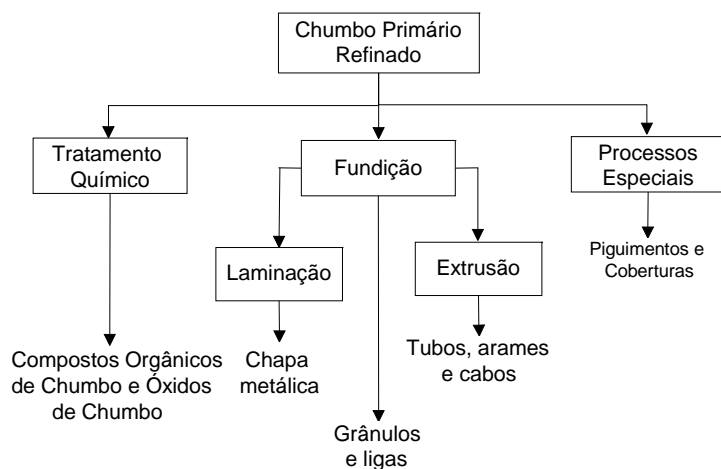 Chumbo Primário
Refinado
Tratamento
Químico
Fundição
Processos
Especiais
Laminação
Extrusão
Piguimentos e
Coberturas
Compostos Orgânicos
de Chumbo e Óxidos
de Chumbo
Chapa
metálica
Tubos, arames
e cabos
Grânulos
e ligas